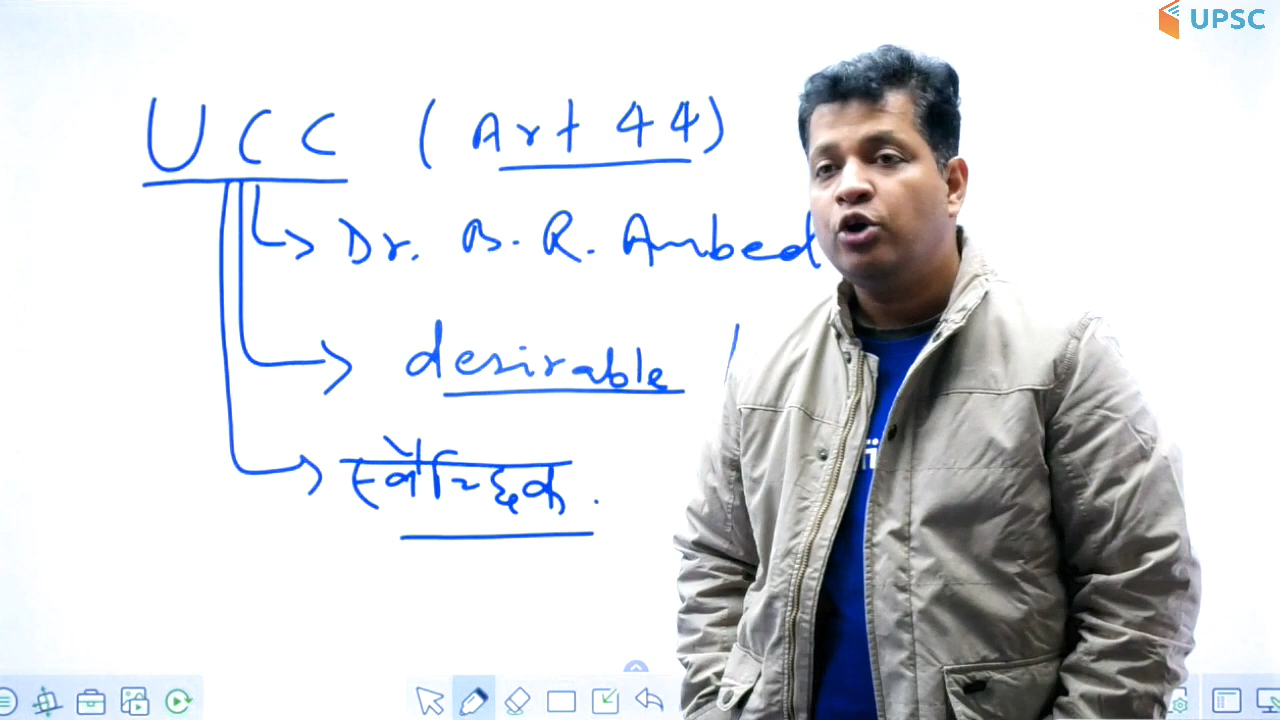 UPSC
UCC (Art 44)
Dr. B. R. Ambed
desirable
स्वैच्छिक.